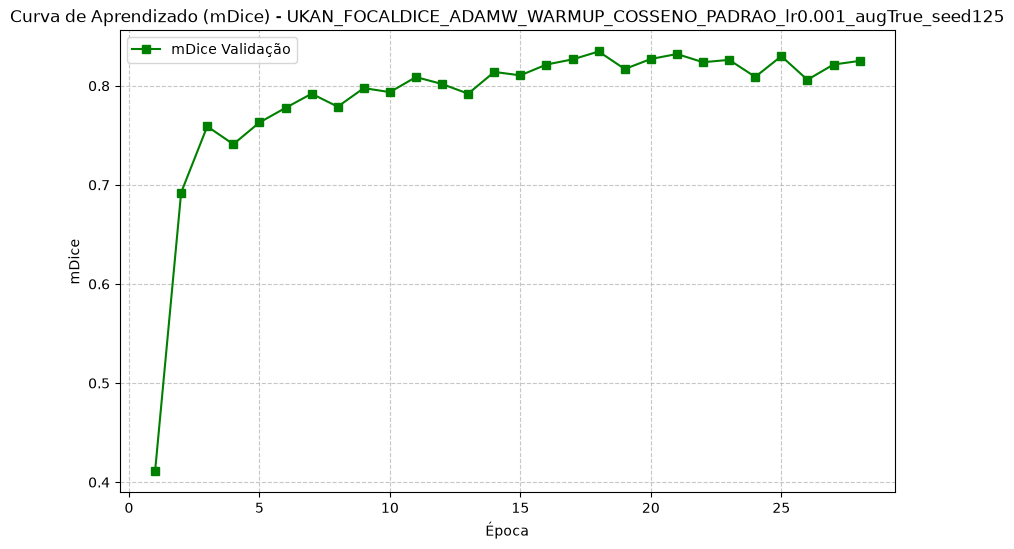 Curva de Aprendizado (mDice) - UKAN_FOCALDICE_ADAMW_WARMUP_COSSENO_PADRAO_lr0.001_augTrue_seed125
mDice Validação
0.8
0.7
0.6
0.5
0.4
mDice
0 5 10 15 20 25
Época